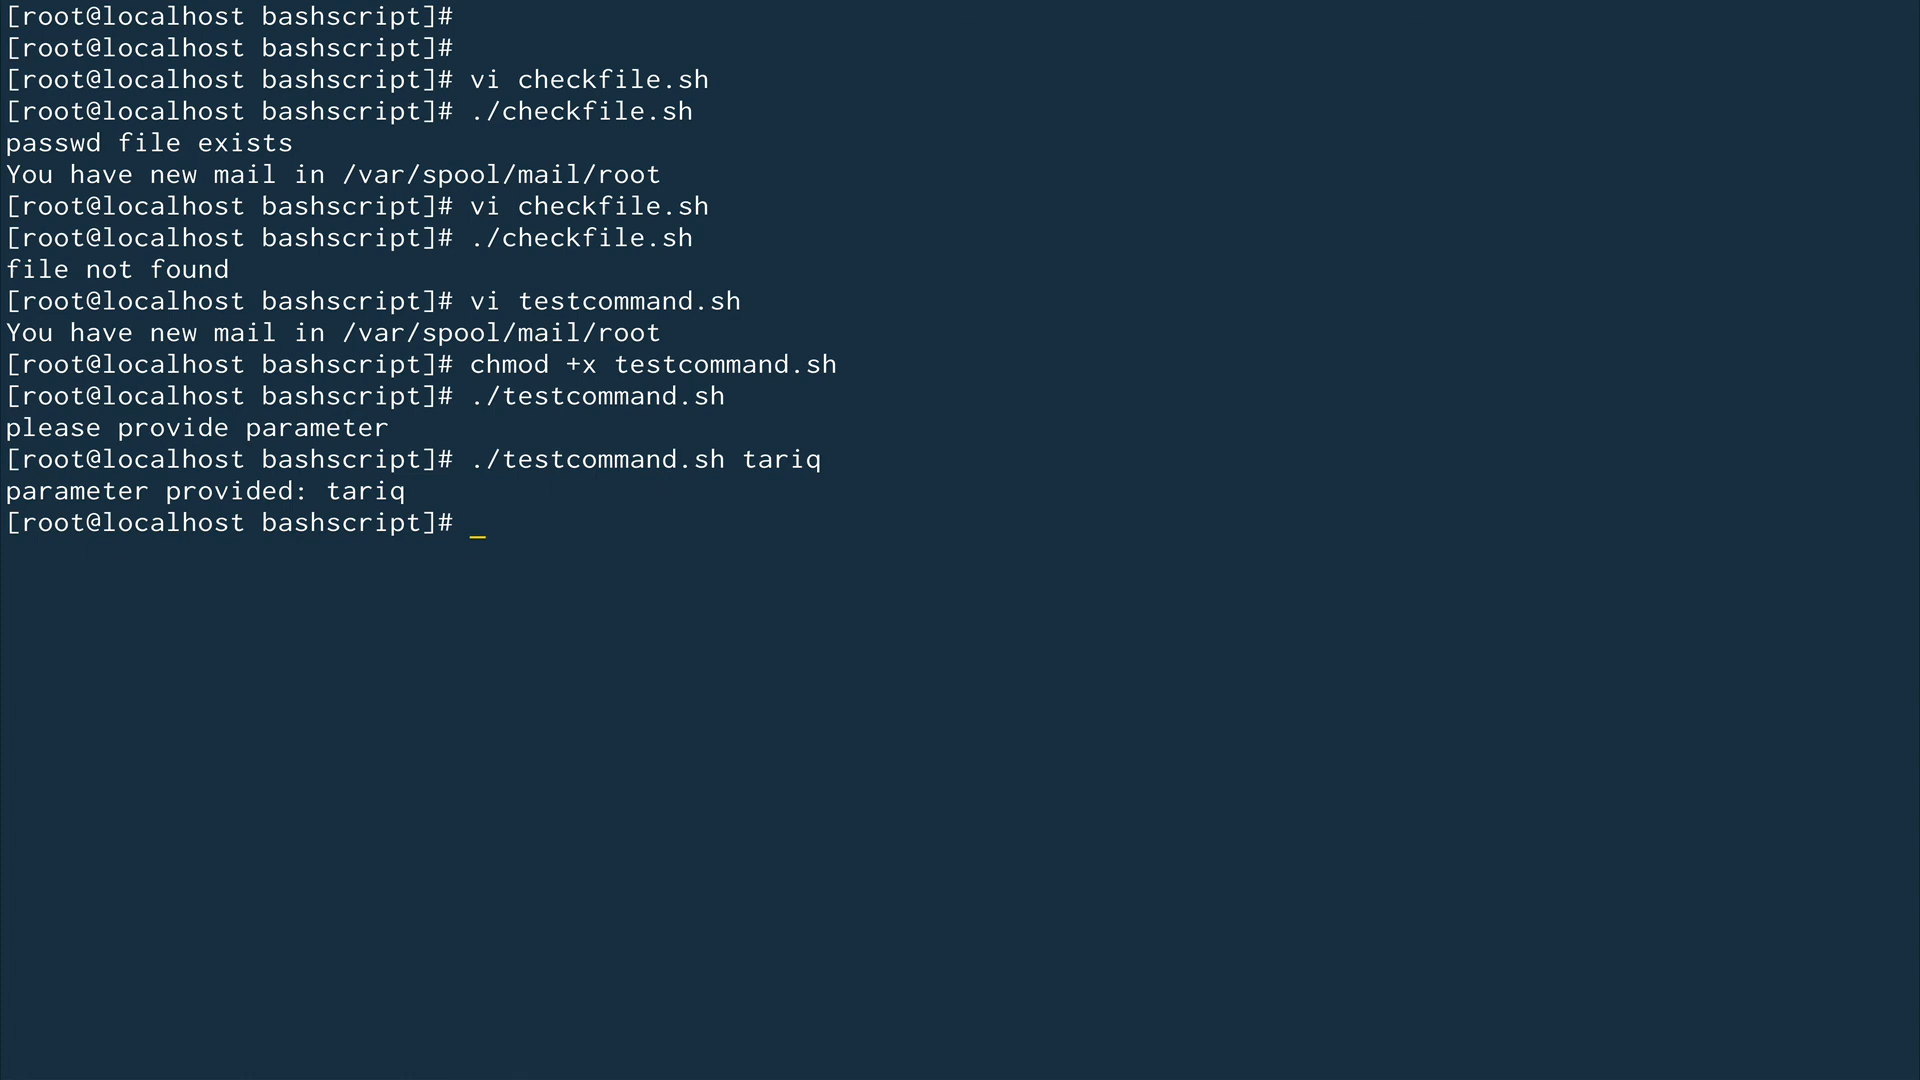 [root@localhost bashscript]#
[root@localhost bashscript]#
[root@localhost bashscript]# vi checkfile.sh
[root@localhost bashscript]# ./checkfile.sh
passwd file exists
You have new mail in /var/spool/mail/root
[root@localhost bashscript]# vi checkfile.sh
[root@localhost bashscript]# ./checkfile.sh
file not found
[root@localhost bashscript]# vi testcommand.sh
You have new mail in /var/spool/mail/root
[root@localhost bashscript]# chmod +x testcommand.sh
[root@localhost bashscript]# ./testcommand.sh
please provide parameter
[root@localhost bashscript]# ./testcommand.sh tariq
parameter provided: tariq
[root@localhost bashscript]# _